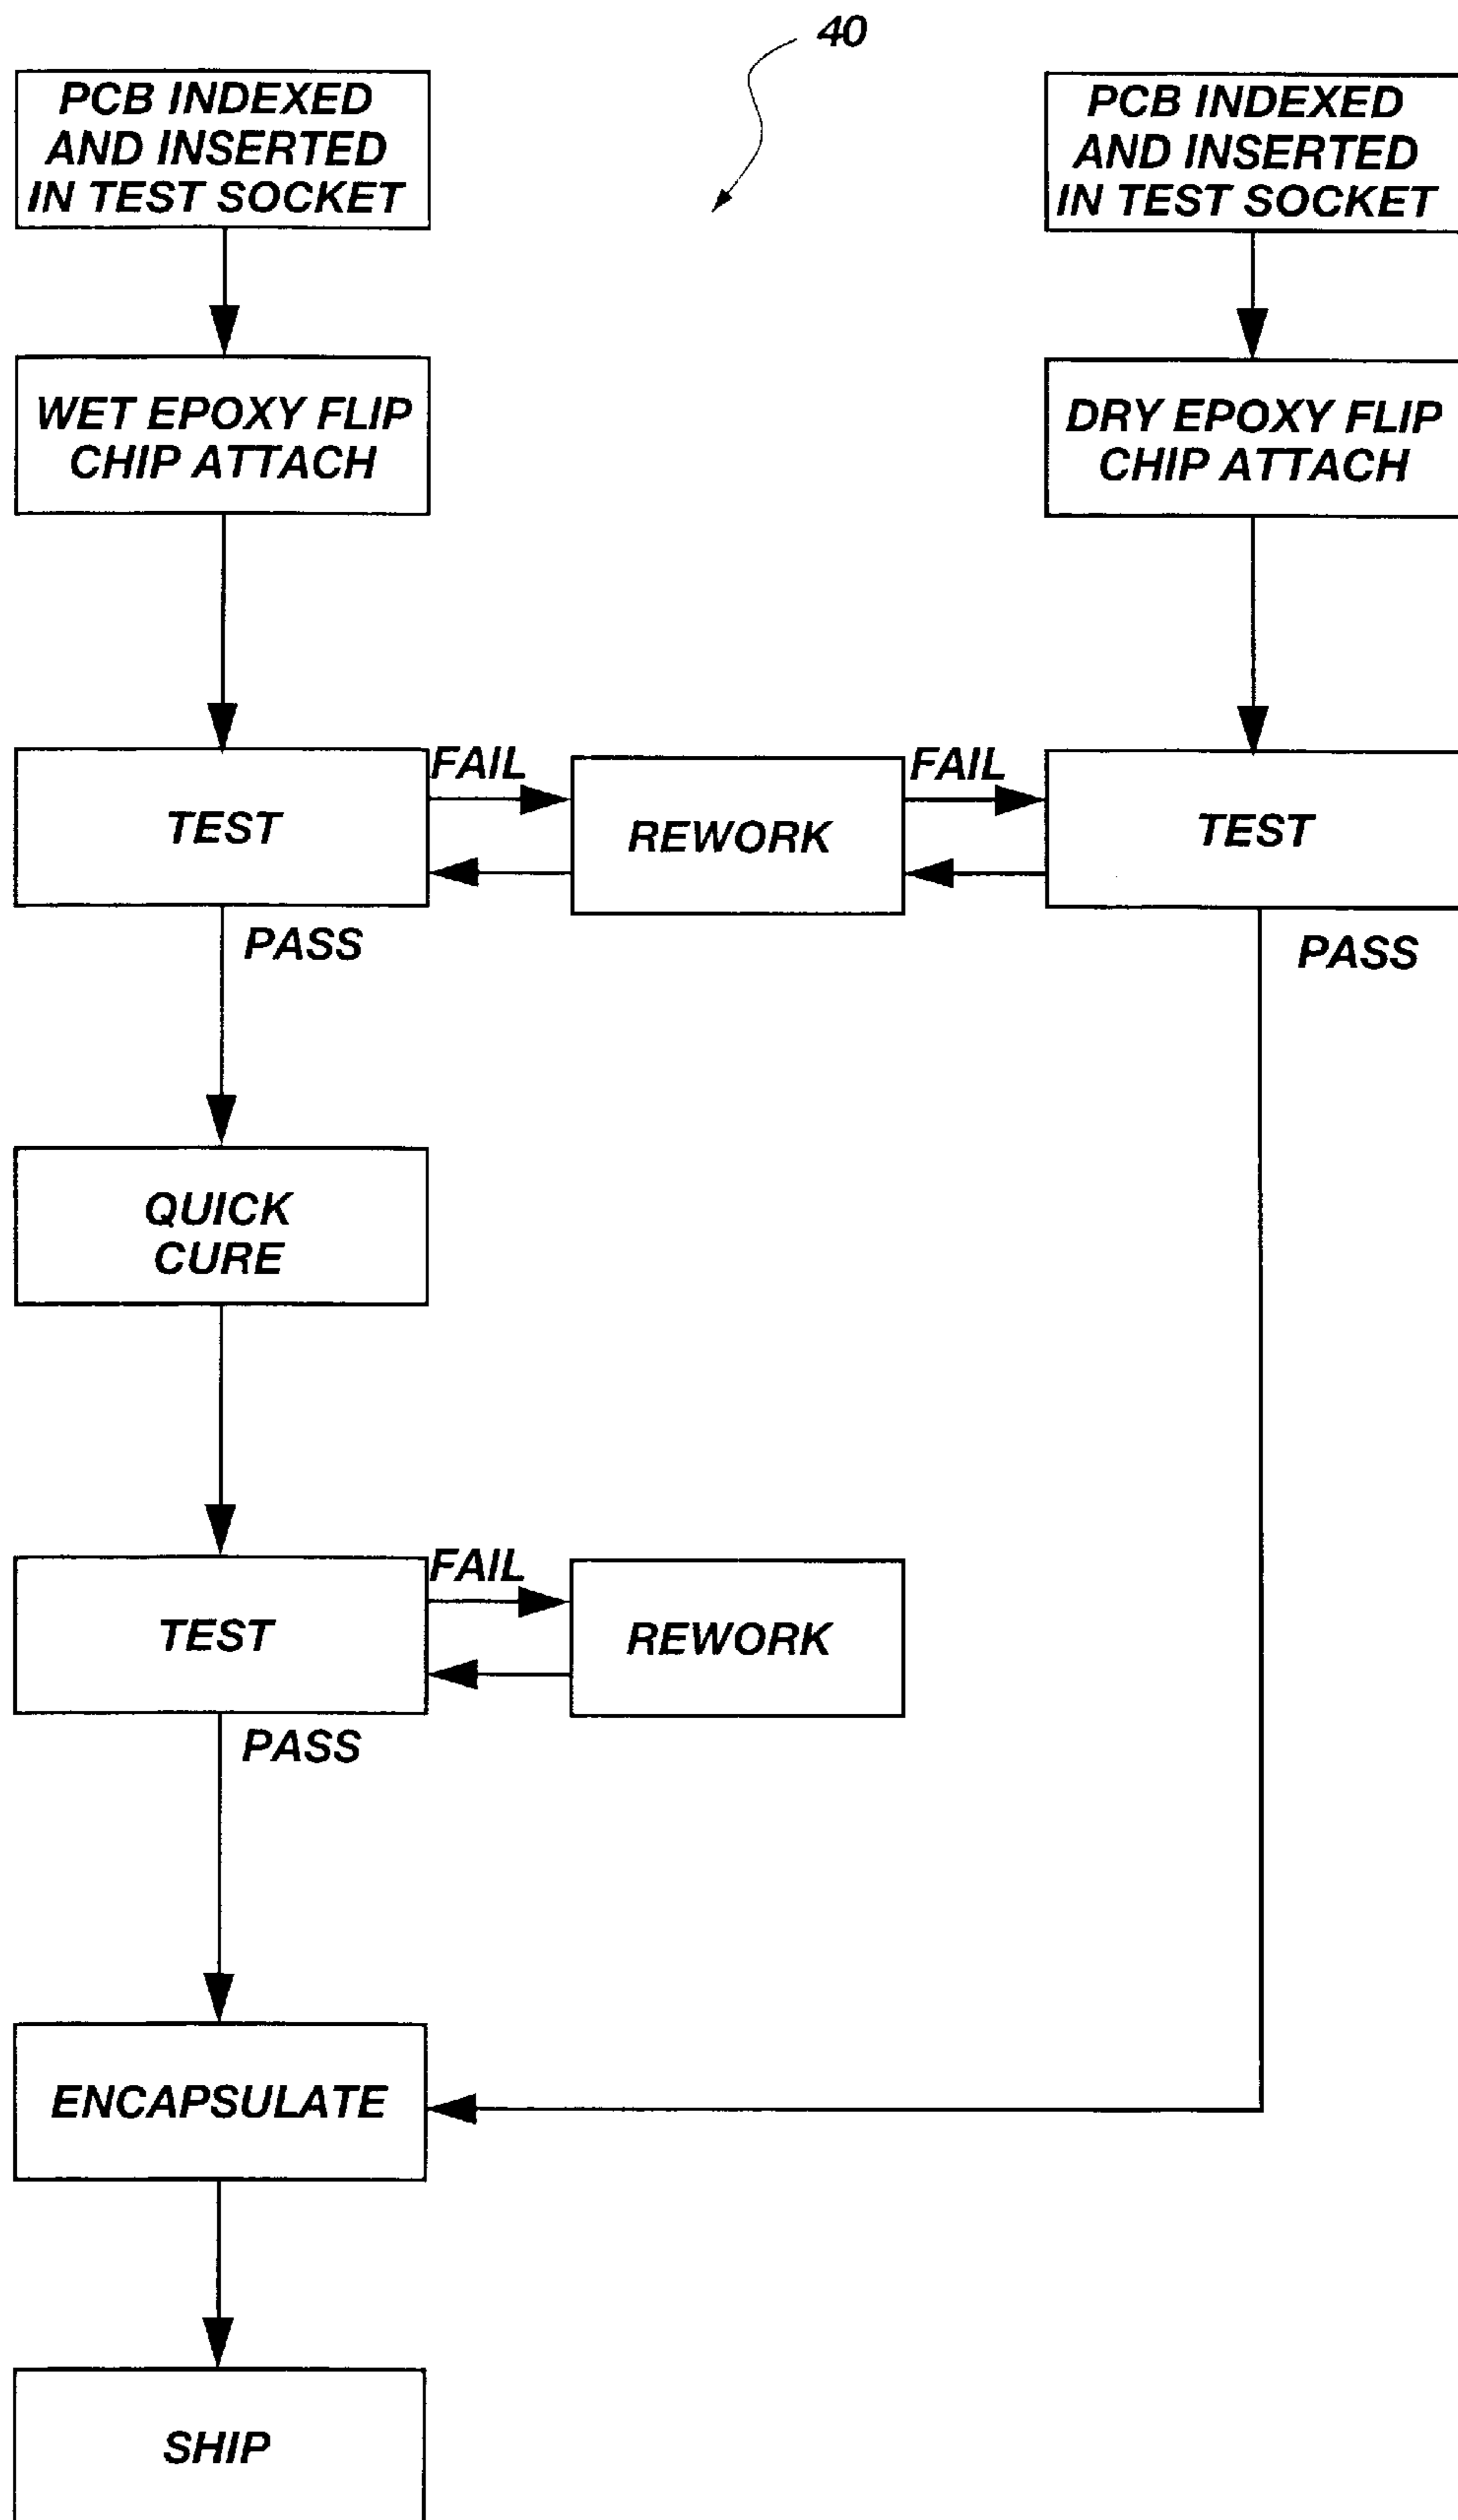 40
PCB INDEXED
AND INSERTED
IN TEST SOCKET
PCB INDEXED
AND INSERTED
IN TEST SOCKET
WET EPOXY FLIP
CHIP ATTACH
DRY EPOXY FLIP
CHIP ATTACH
TEST
FAIL
REWORK
FAIL
TEST
PASS
PASS
QUICK
CURE
TEST
FAIL
REWORK
PASS
ENCAPSULATE
SHIP